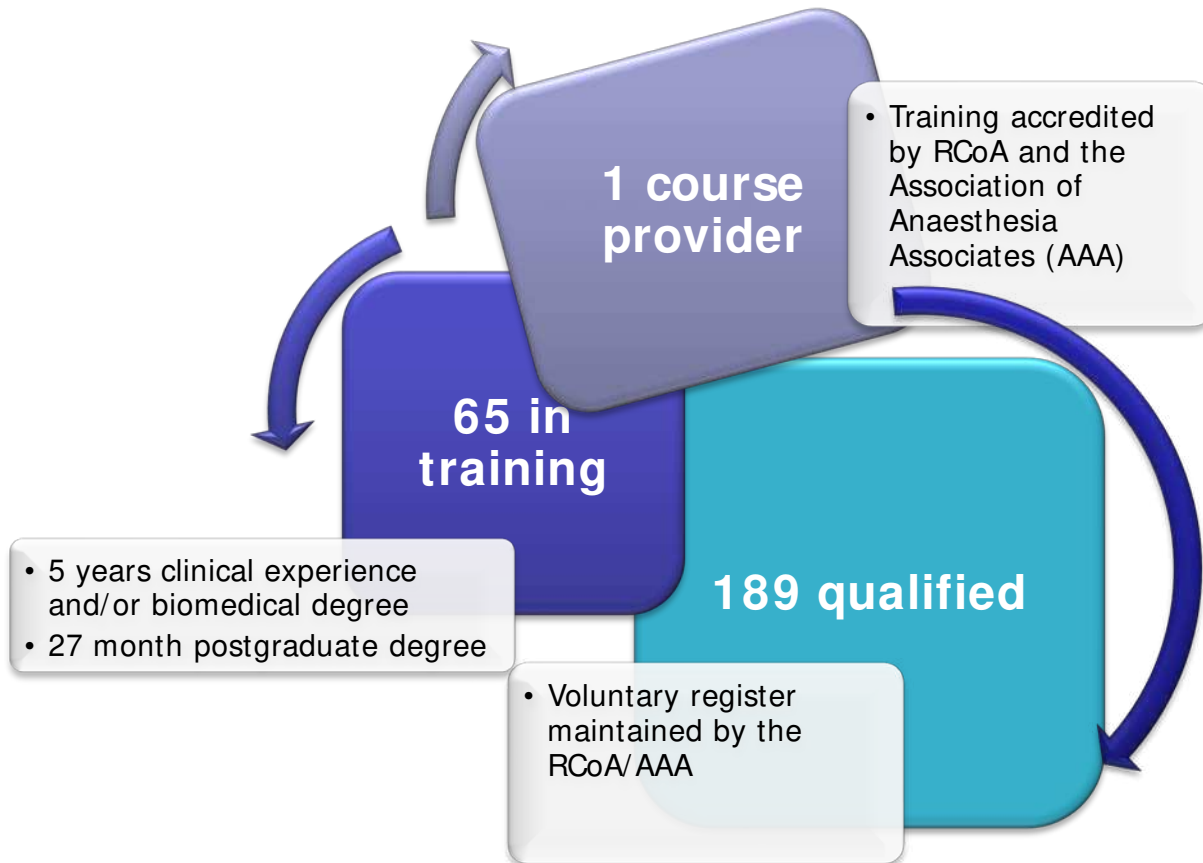 1 course
provider
• Training accredited
by RCoA and the
Association of
Anaesthesia
Associates (AAA)
65 in
training
• 5 years clinical experience
and/or biomedical degree
• 27 month postgraduate degree
189 qualified
• Voluntary register
maintained by the
RCoA/AAA